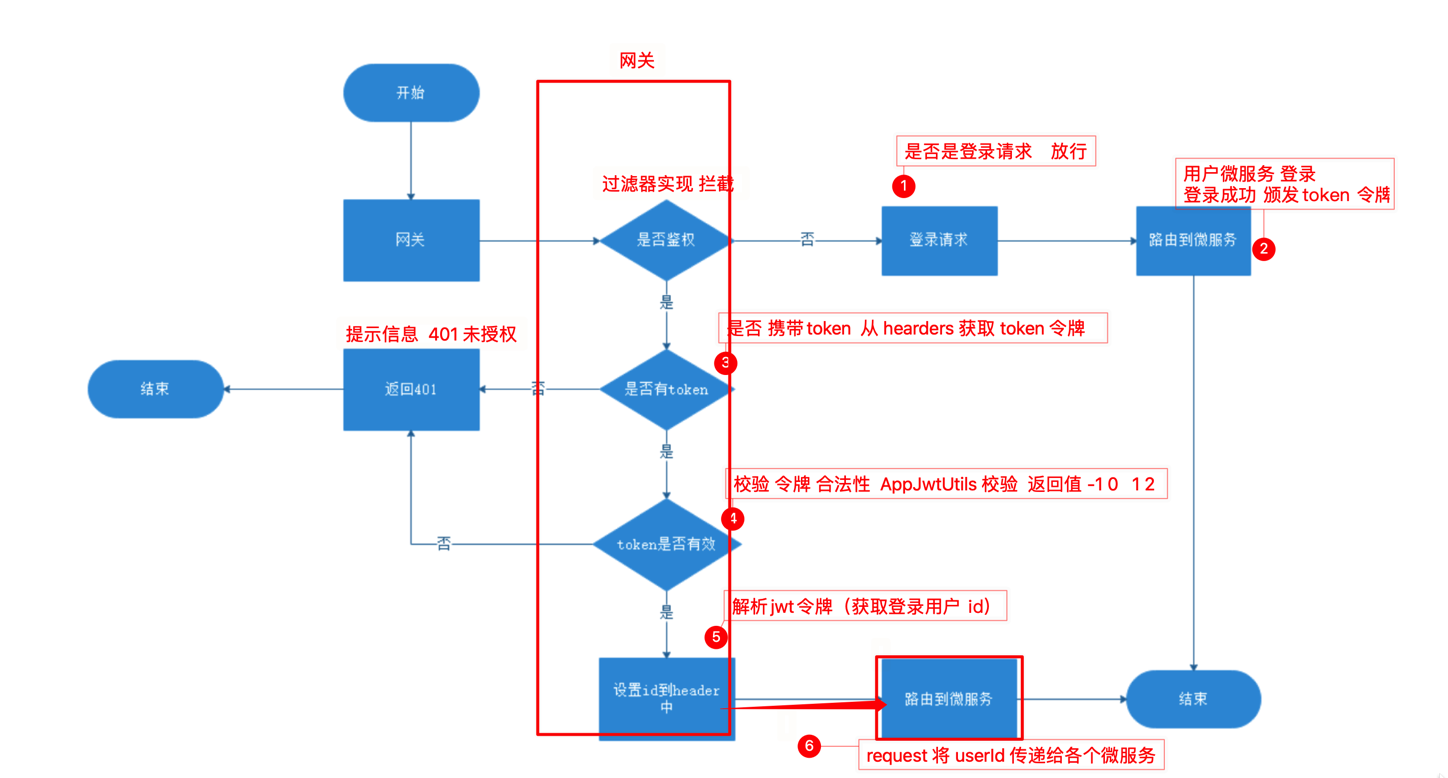 网关
开始
是否是登录请求 放行
1
用户微服务 登录
登录成功 颁发token 令牌
过滤器实现 拦截
网关
是否鉴权
否
登录请求
路由到微服务
2
是
提示信息 401未授权
是否 携带token 从 hearders 获取 token 令牌
3
结束
返回401
否
是否有token
是
校验 令牌 合法性 AppJwtUtils 校验 返回值 -1 0 1 2
4
否
token是否有效
是
解析jwt令牌（获取登录用户 id）
5
设置id到header
中
路由到微服务
结束
6
request 将 userId 传递给各个微服务